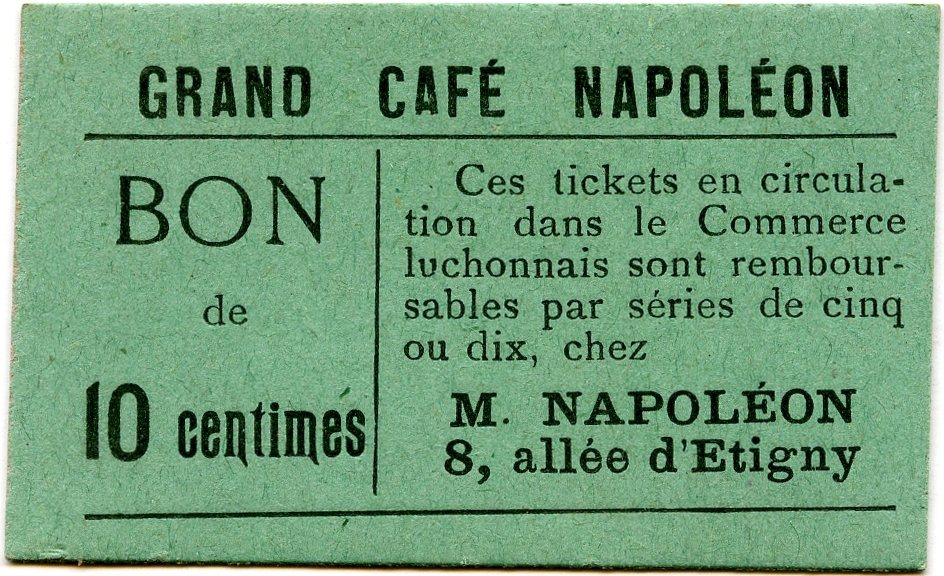 GRAND CAFÉ NAPOLÉON
BON
de
10 centimes
Ces tickets en circula-
tion dans le Commerce
luchonnais sont rembour-
sables par séries de cinq
ou dix, chez
M. NAPOLÉON
8, allée d'Etigny